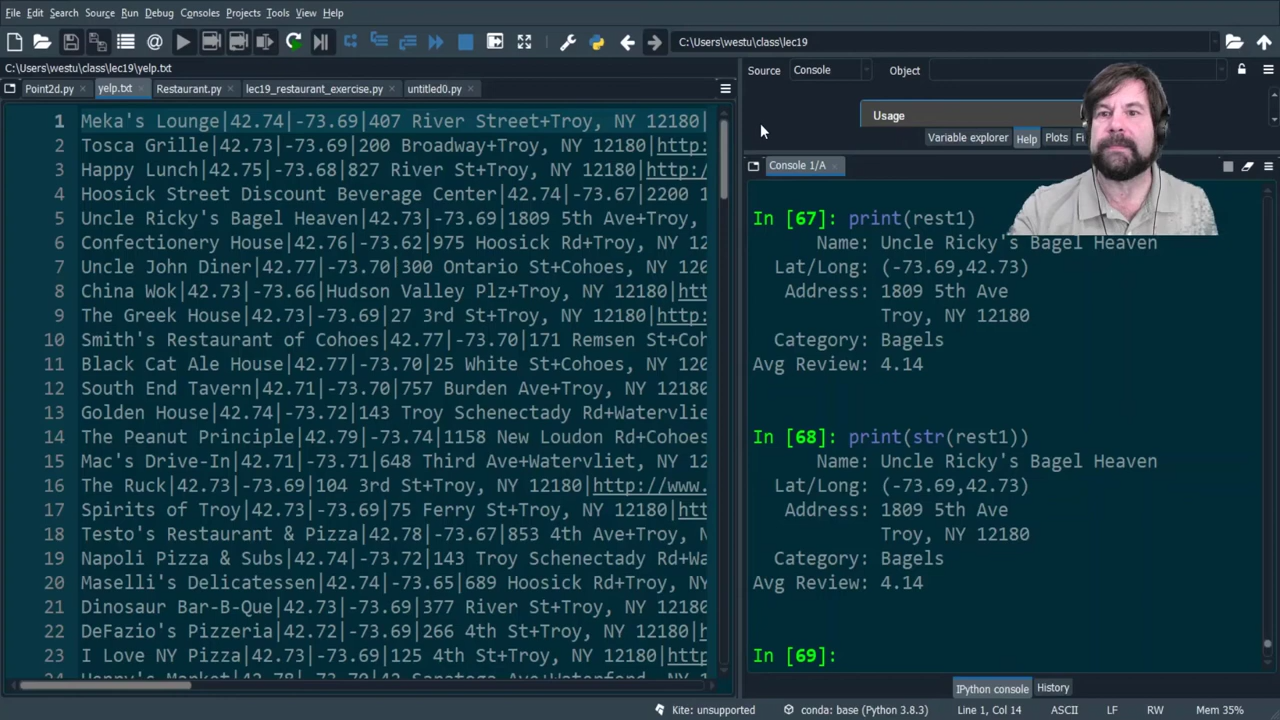 File Edit Search Source Run Debug Consoles Projects Tools View Help
C:\Users\westu\class\lec19
C:\Users\westu\class\lec19\yelp.txt
Point2d.py yelp.txt Restaurant.py lec19_restaurant_exercise.py untitled0.py
1 Meka's Lounge|42.74|-73.69|407 River Street+Troy, NY 12180|
2 Tosca Grille|42.73|-73.69|200 Broadway+Troy, NY 12180|http:
3 Happy Lunch|42.75|-73.68|827 River St+Troy, NY 12180|http:/
4 Hoosick Street Discount Beverage Center|42.74|-73.67|2200 1
5 Uncle Ricky's Bagel Heaven|42.73|-73.69|1809 5th Ave+Troy,
6 Confectionery House|42.76|-73.62|975 Hoosick Rd+Troy, NY 12
7 Uncle John Diner|42.77|-73.70|300 Ontario St+Cohoes, NY 120
8 China Wok|42.73|-73.66|Hudson Valley Plz+Troy, NY 12180|htt
9 The Greek House|42.73|-73.69|27 3rd St+Troy, NY 12180|http:
10 Smith's Restaurant of Cohoes|42.77|-73.70|171 Remsen St+Coh
11 Black Cat Ale House|42.77|-73.70|25 White St+Cohoes, NY 120
12 South End Tavern|42.71|-73.70|757 Burden Ave+Troy, NY 12180
13 Golden House|42.74|-73.72|143 Troy Schenectady Rd+Watervlie
14 The Peanut Principle|42.79|-73.74|1158 New Loudon Rd+Cohoes
15 Mac's Drive-In|42.71|-73.71|648 Third Ave+Watervliet, NY 12
16 The Ruck|42.73|-73.69|104 3rd St+Troy, NY 12180|http://www.
17 Spirits of Troy|42.73|-73.69|75 Ferry St+Troy, NY 12180|htt
18 Testo's Restaurant & Pizza|42.78|-73.67|853 4th Ave+Troy, N
19 Napoli Pizza & Subs|42.74|-73.72|143 Troy Schenectady Rd+Wa
20 Maselli's Delicatessen|42.74|-73.65|689 Hoosick Rd+Troy, NY
21 Dinosaur Bar-B-Que|42.73|-73.69|377 River St+Troy, NY 12180
22 DeFazio's Pizzeria|42.72|-73.69|266 4th St+Troy, NY 12180|h
23 I Love NY Pizza|42.73|-73.69|125 4th St+Troy, NY 12180|http
Source Console Object
Usage
Variable explorer Help Plots Fi
Console 1/A
In [67]: print(rest1)
Name: Uncle Ricky's Bagel Heaven
Lat/Long: (-73.69,42.73)
Address: 1809 5th Ave
Troy, NY 12180
Category: Bagels
Avg Review: 4.14
In [68]: print(str(rest1))
Name: Uncle Ricky's Bagel Heaven
Lat/Long: (-73.69,42.73)
Address: 1809 5th Ave
Troy, NY 12180
Category: Bagels
Avg Review: 4.14
In [69]:
IPython console History
Kite: unsupported conda: base (Python 3.8.3) Line 1, Col 14 ASCII LF RW Mem 35%